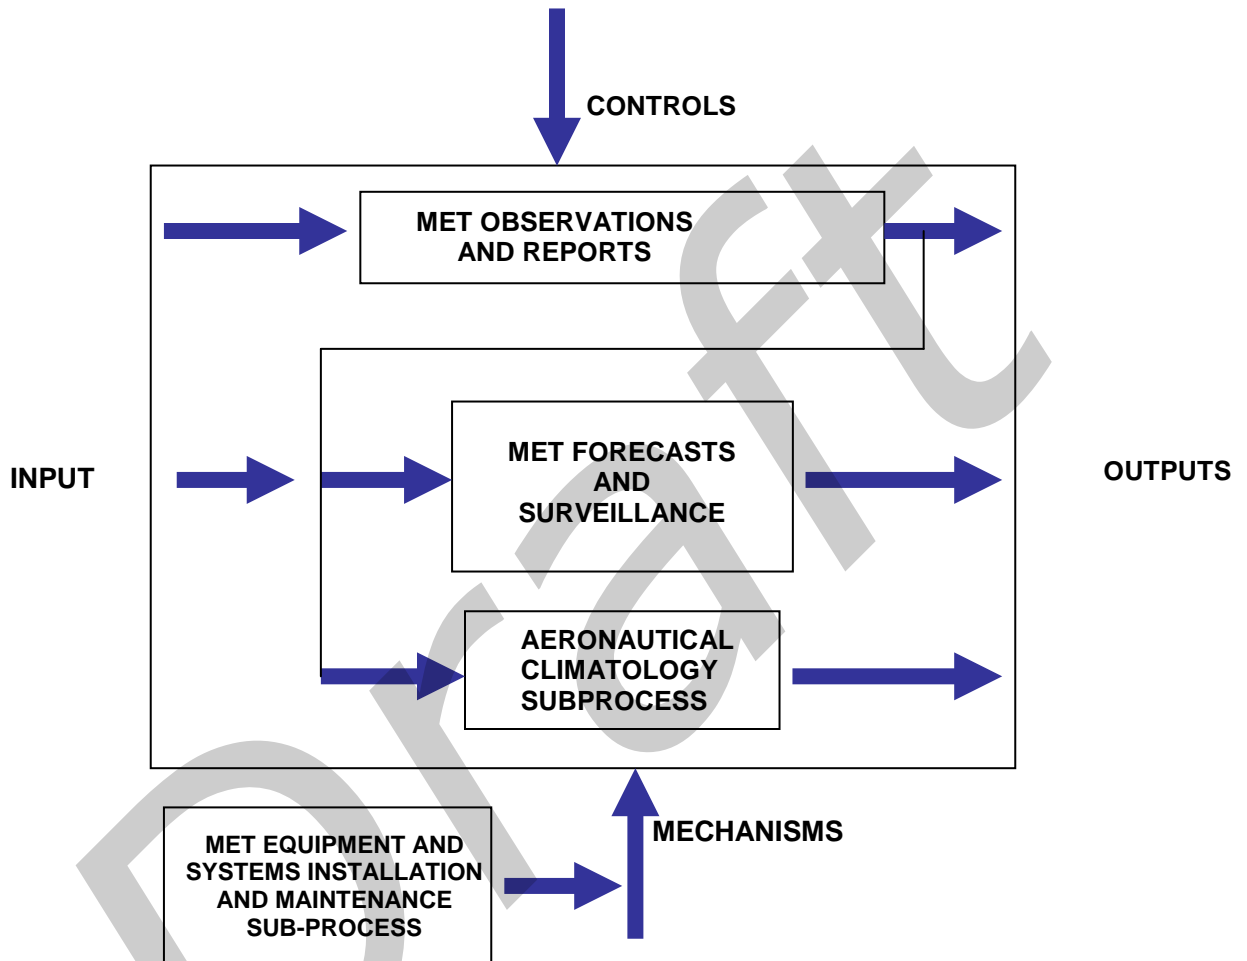 CONTROLS
MET OBSERVATIONS
AND REPORTS
INPUT
MET FORECASTS
AND
SURVEILLANCE
OUTPUTS
AERONAUTICAL
CLIMATOLOGY
SUBPROCESS
MECHANISMS
MET EQUIPMENT AND
SYSTEMS INSTALLATION
AND MAINTENANCE
SUB-PROCESS
Draft